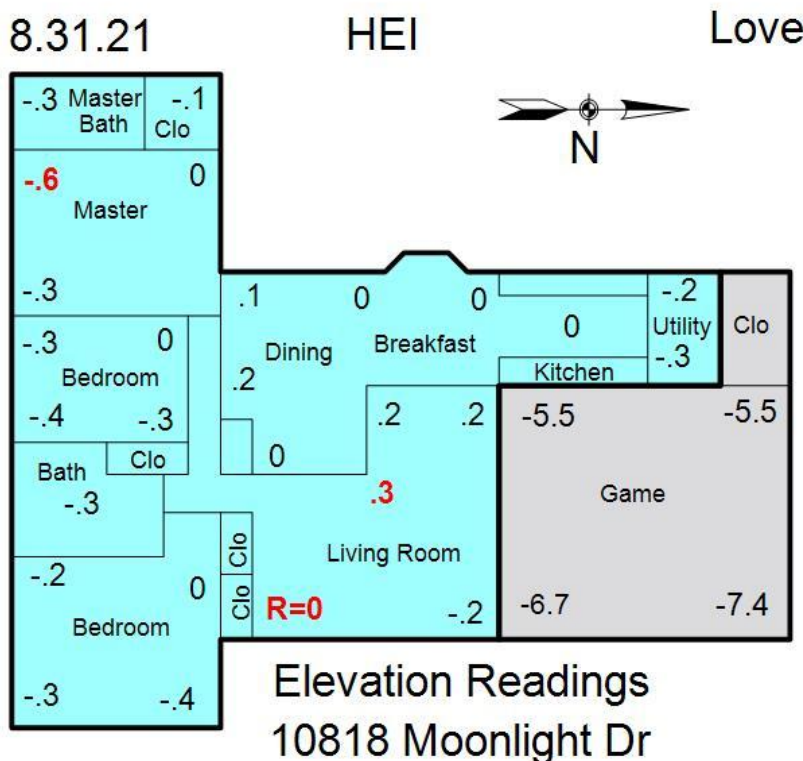 8.31.21 HEI Love
-.3 Master Bath -.1 Clo
N
-.6 0
Master
-.3
.1 0 0 -.2
-.3 0 Dining Breakfast 0 Utility Clo
Bedroom .2 Kitchen -.3
-.4 -.3 .2 .2 -5.5 -5.5
Bath Clo 0
-.3 .3 Game
-.2 0 Clo Living Room
Bedroom Clo R=0 -.2 -6.7 -7.4
-.3 -.4
Elevation Readings
10818 Moonlight Dr